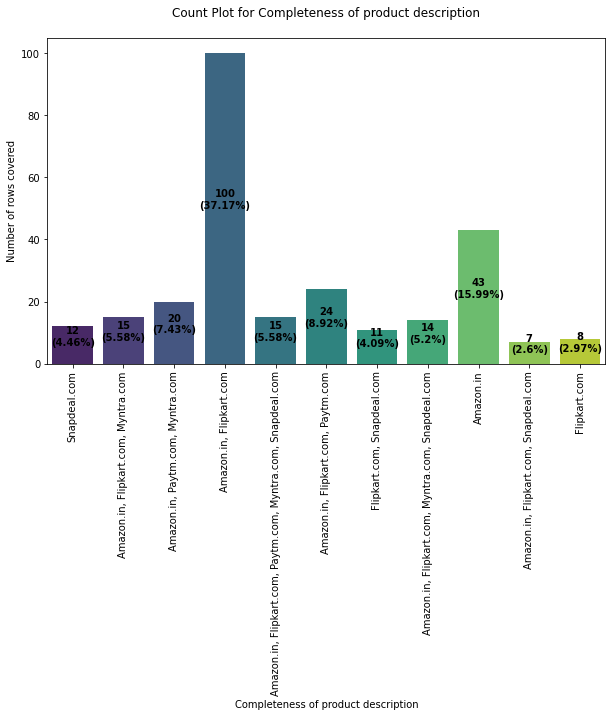 Count Plot for Completeness of product description
Number of rows covered
100
80
60
40
20
0
12
(4.46%)
15
(5.58%)
20
(7.43%)
100
(37.17%)
15
(5.58%)
24
(8.92%)
11
(4.09%)
14
(5.2%)
43
(15.99%)
7
(2.6%)
8
(2.97%)
Snapdeal.com
Amazon.in, Flipkart.com, Myntra.com
Amazon.in, Paytm.com, Myntra.com
Amazon.in, Flipkart.com
Amazon.in, Flipkart.com, Paytm.com, Myntra.com, Snapdeal.com
Amazon.in, Flipkart.com, Paytm.com
Flipkart.com, Snapdeal.com
Amazon.in, Flipkart.com, Myntra.com, Snapdeal.com
Amazon.in
Amazon.in, Flipkart.com, Snapdeal.com
Flipkart.com
Completeness of product description